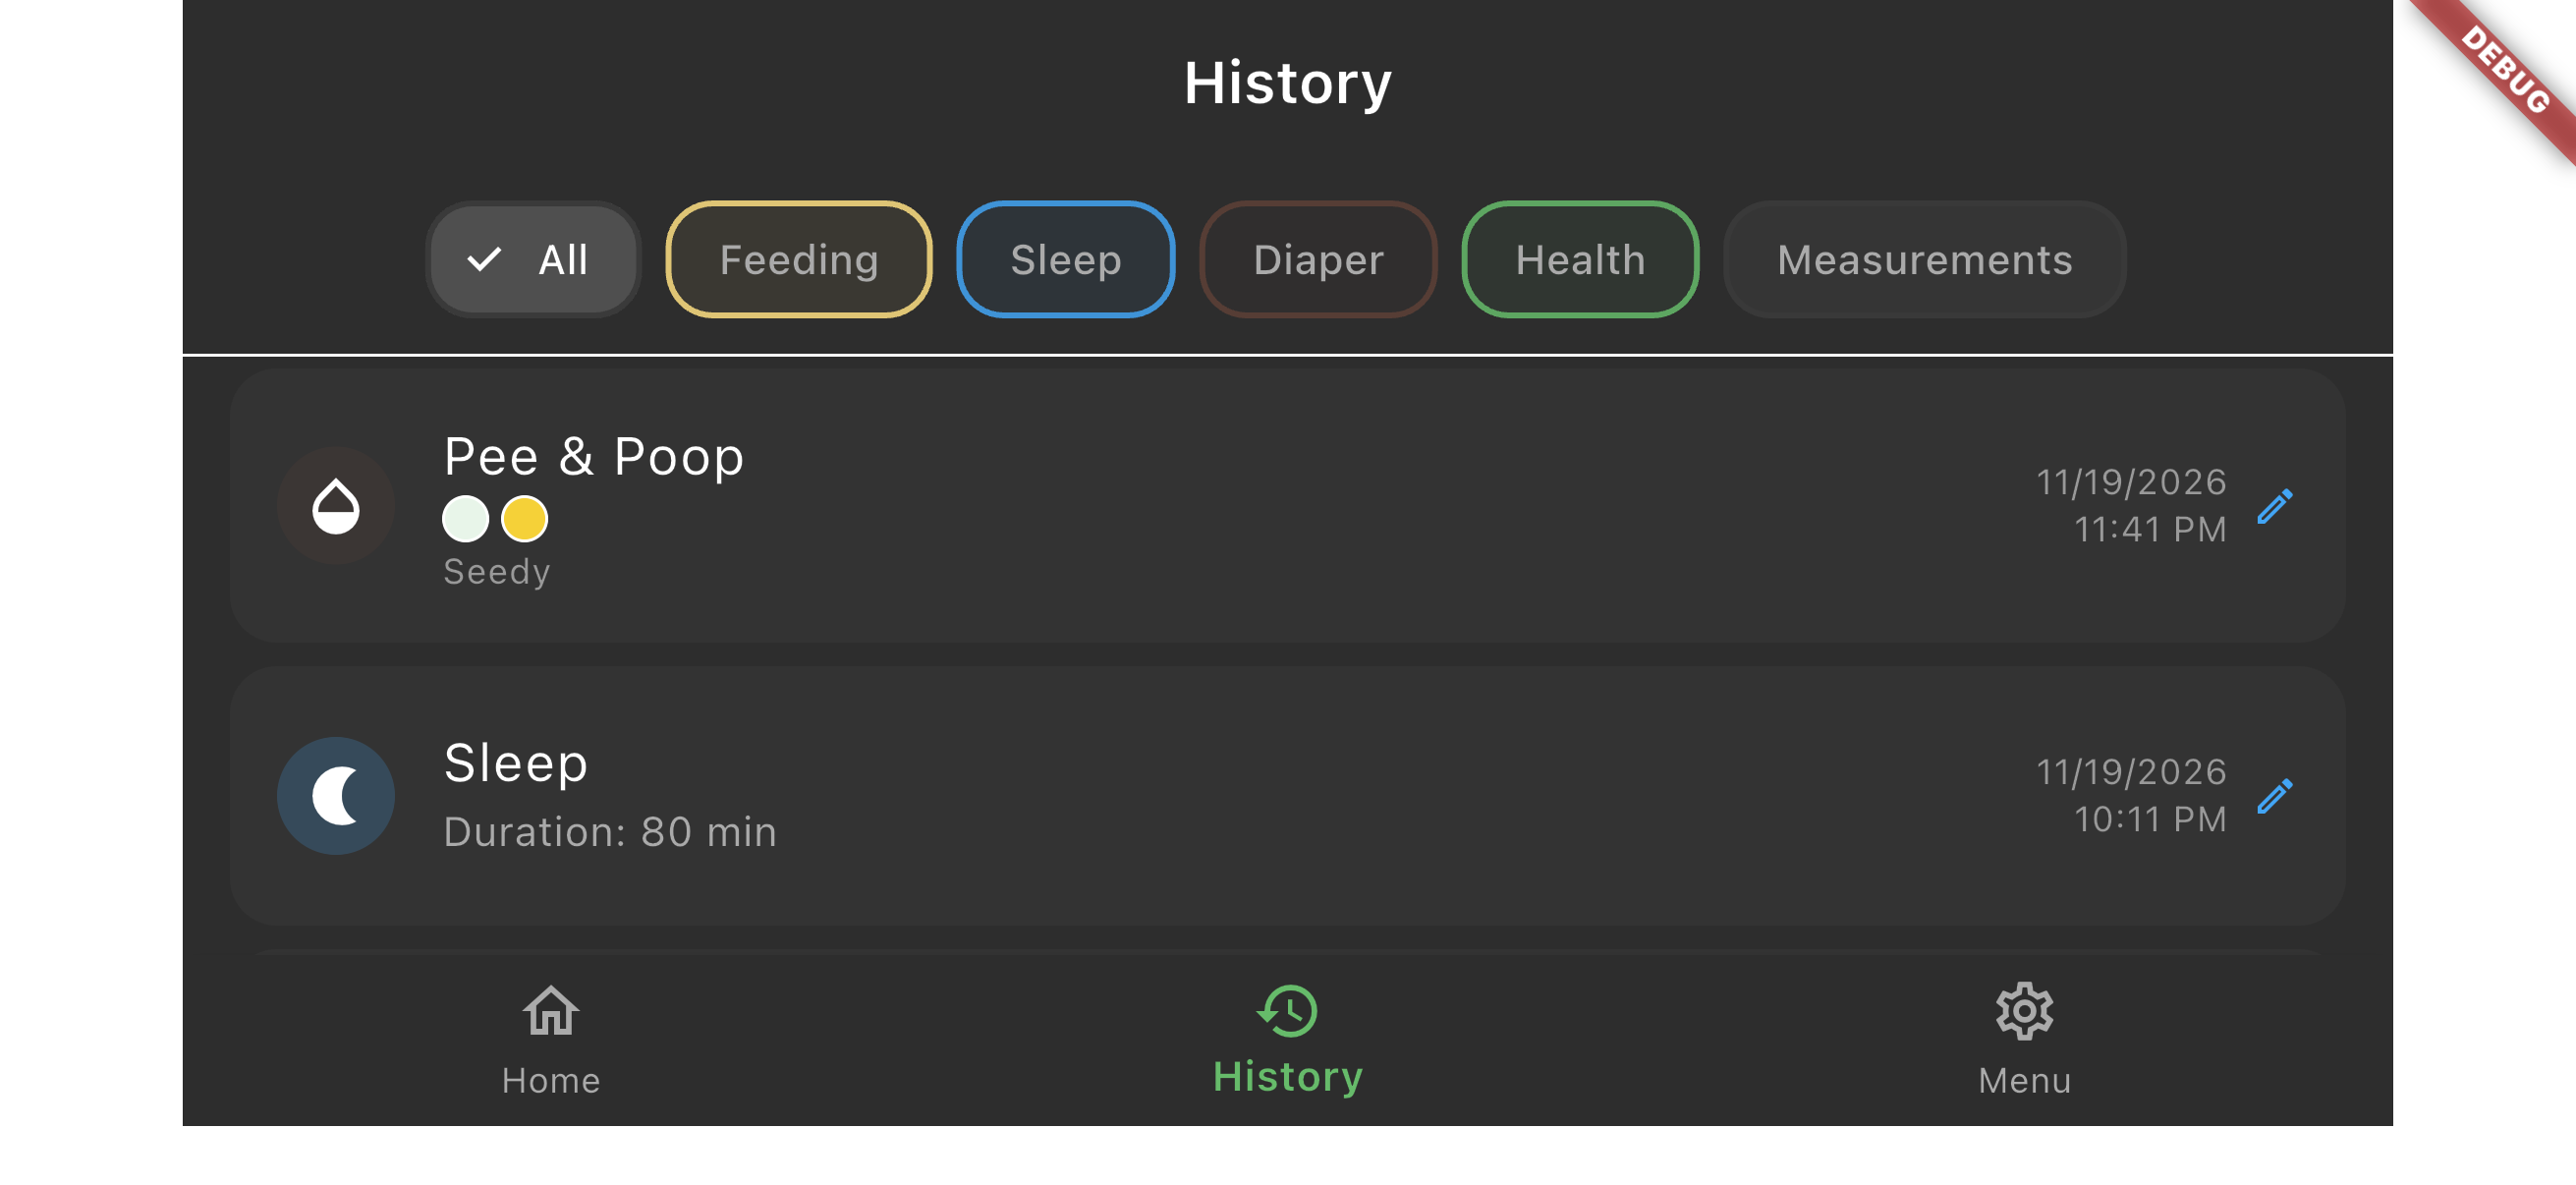 History
DEBUG
All
Feeding
Sleep
Diaper
Health
Measurements
Pee & Poop
Seedy
11/19/2026
11:41 PM
Sleep
Duration: 80 min
11/19/2026
10:11 PM
Home
History
Menu